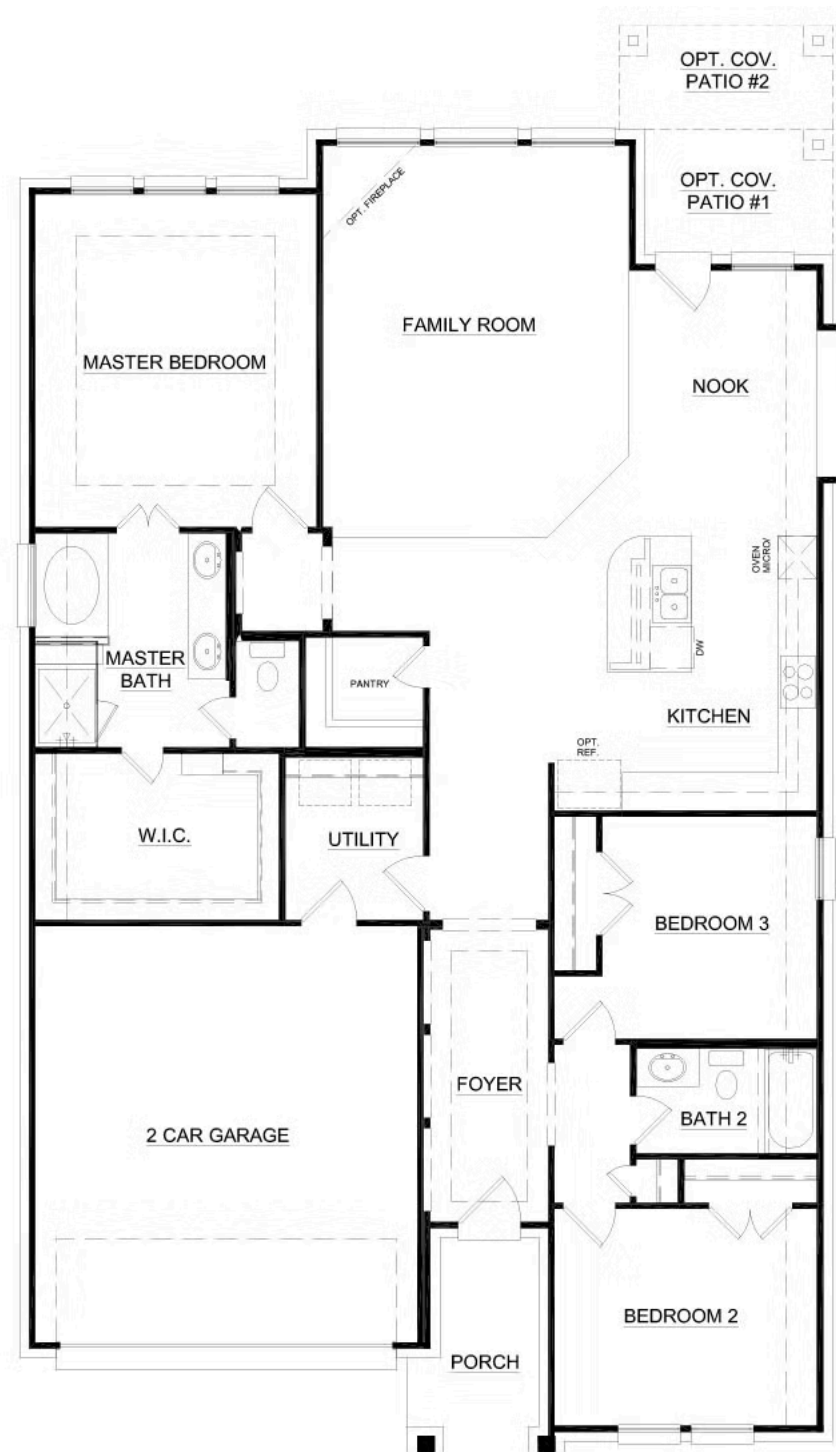 OPT. COV.
PATIO #2
OPT. COV.
PATIO #1
OPT. FIREPLACE
FAMILY ROOM
MASTER BEDROOM
NOOK
OVEN
MICRO/
MASTER
BATH
DW
PANTRY
KITCHEN
OPT.
REF.
W.I.C.
UTILITY
BEDROOM 3
FOYER
BATH 2
2 CAR GARAGE
BEDROOM 2
PORCH